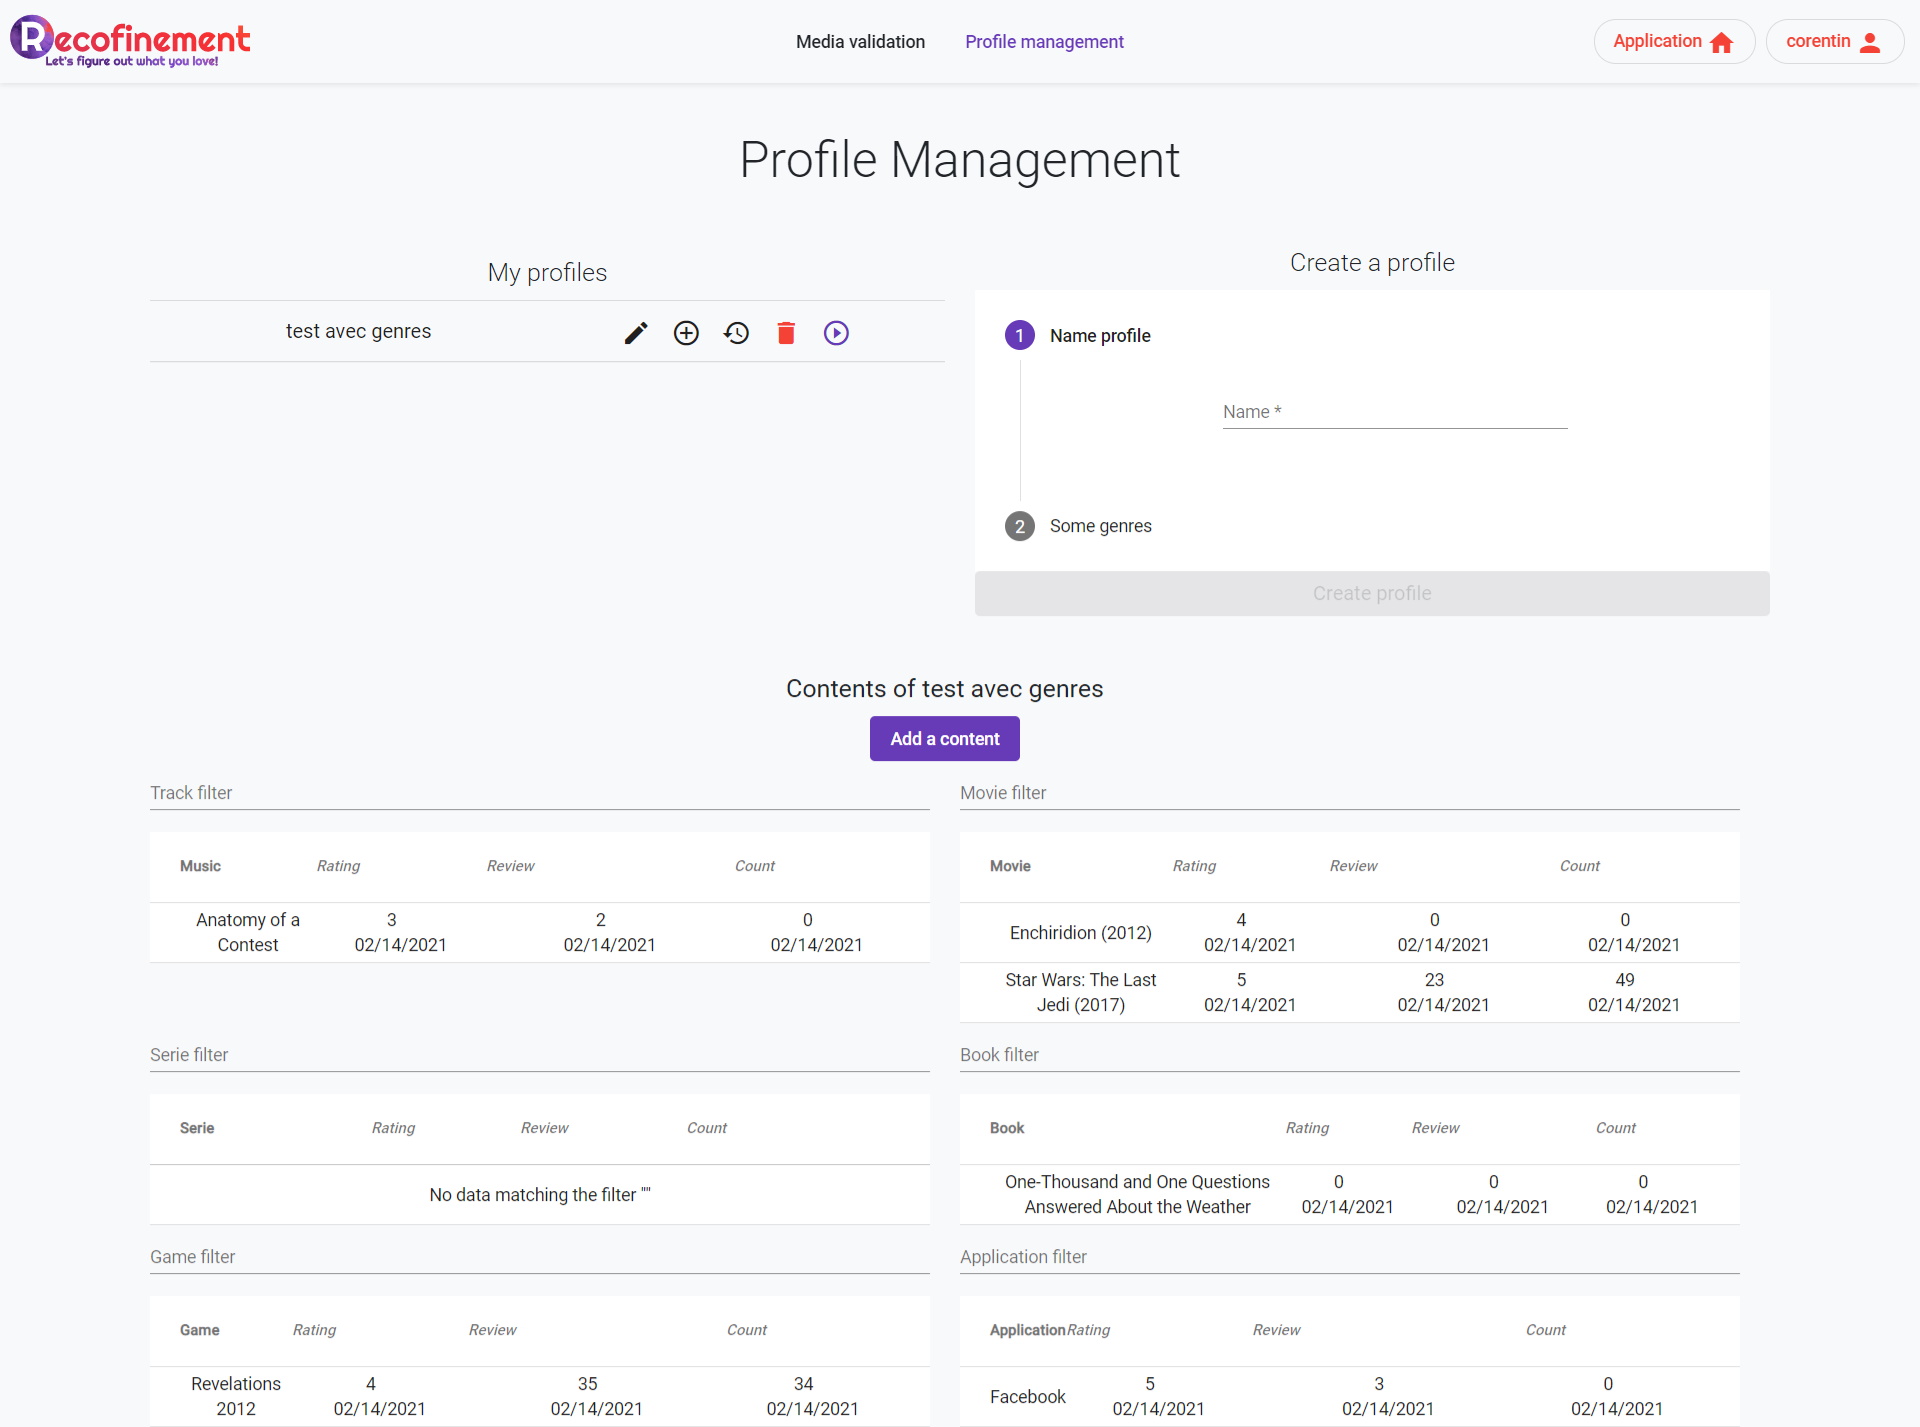 Recofinement
Let's figure out what you love!
Media validation
Profile management
Application
corentin
Profile Management
My profiles
test avec genres
Create a profile
1 Name profile
Name *
2 Some genres
Create profile
Contents of test avec genres
Add a content
Track filter
Music Rating Review Count
Anatomy of a 3 2 0
Contest 02/14/2021 02/14/2021 02/14/2021
Movie filter
Movie Rating Review Count
Enchiridion (2012) 4 0 0
02/14/2021 02/14/2021 02/14/2021
Star Wars: The Last 5 23 49
Jedi (2017) 02/14/2021 02/14/2021 02/14/2021
Serie filter
Serie Rating Review Count
No data matching the filter ""
Book filter
Book Rating Review Count
One-Thousand and One Questions 0 0 0
Answered About the Weather 02/14/2021 02/14/2021 02/14/2021
Game filter
Game Rating Review Count
Revelations 4 35 34
2012 02/14/2021 02/14/2021 02/14/2021
Application filter
Application Rating Review Count
Facebook 5 3 0
02/14/2021 02/14/2021 02/14/2021